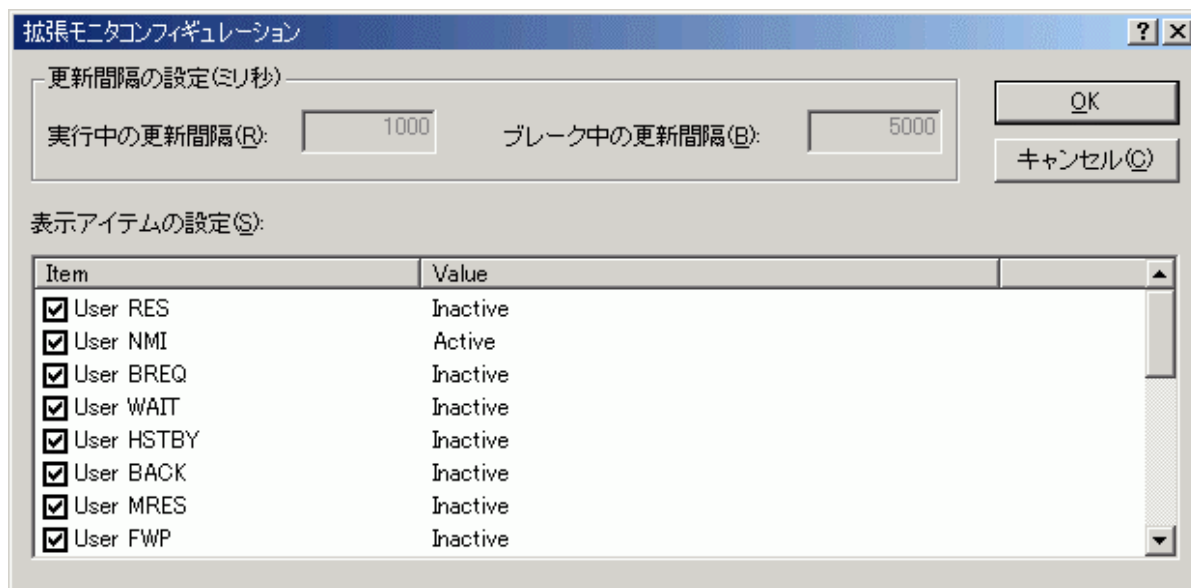 拡張モニタコンフィギュレーション
更新間隔の設定(ミリ秒)
実行中の更新間隔(R): 1000 ブレーク中の更新間隔(B): 5000
OK
キャンセル(C)
表示アイテムの設定(S):
Item Value
User RES Inactive
User NMI Active
User BREQ Inactive
User WAIT Inactive
User HSTBY Inactive
User BACK Inactive
User MRES Inactive
User FWP Inactive